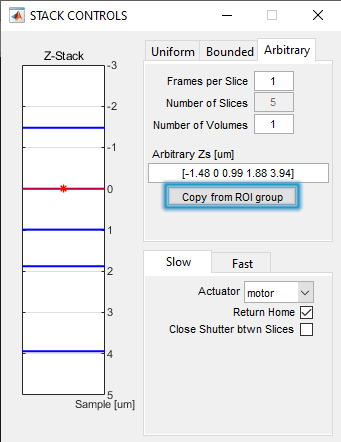 STACK CONTROLS
Z-Stack
-3
-2
-1
0
1
2
3
4
5
Sample [um]
Uniform Bounded Arbitrary
Frames per Slice 1
Number of Slices 5
Number of Volumes 1
Arbitrary Zs [um]
[-1.48 0 0.99 1.88 3.94]
Copy from ROI group
Slow Fast
Actuator motor
Return Home
Close Shutter btwn Slices